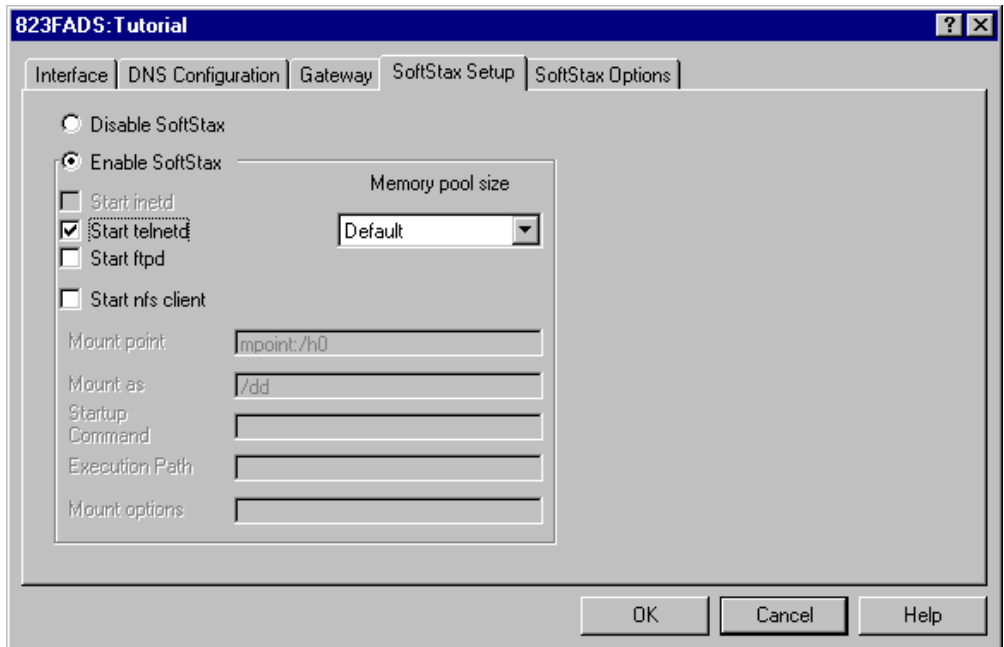 823FADS:Tutorial
Interface DNS Configuration Gateway SoftStax Setup SoftStax Options
Disable SoftStax
Enable SoftStax
Memory pool size
Start inetd
Start telnetd
Default
Start ftpd
Start nfs client
Mount point
mpoint:/h0
Mount as
/dd
Startup
Command
Execution Path
Mount options
OK Cancel Help